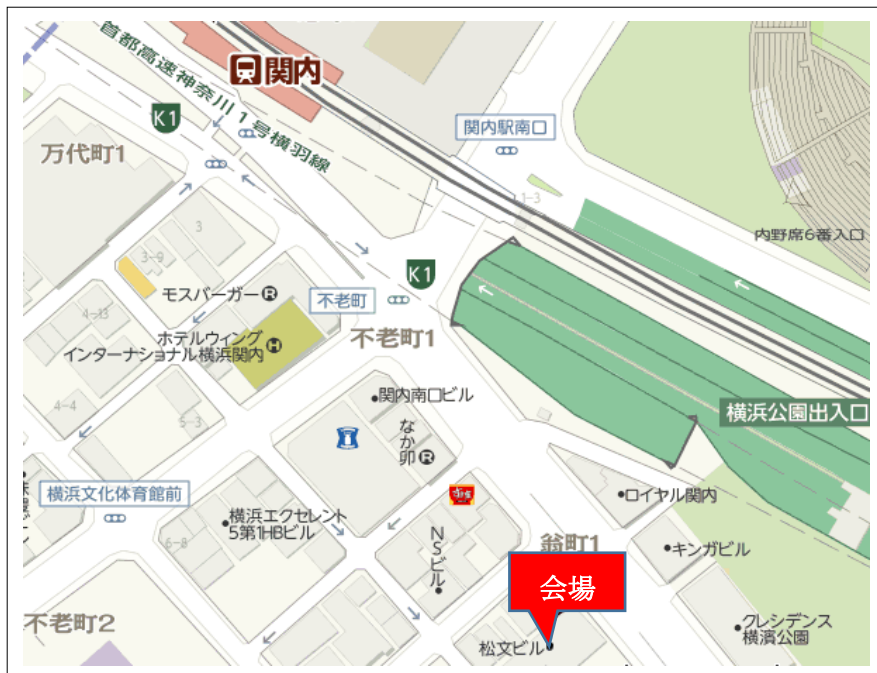 首都高速神奈川1号横羽線
関内
K1
関内駅南口
万代町1
1-3
内野席6番入口
3
3-9
K1
モスバーガー
不老町
4-13
ホテルウィング
インターナショナル横浜関内
不老町1
4-4
5-3
関内南口ビル
横浜公園出入口
なか卯
横浜文化体育館前
すき家
ロイヤル関内
横浜エクセレント
5第1HBビル
6-8
NSビル
翁町1
キンガビル
会場
不老町2
クレシデンス
横濱公園
松文ビル